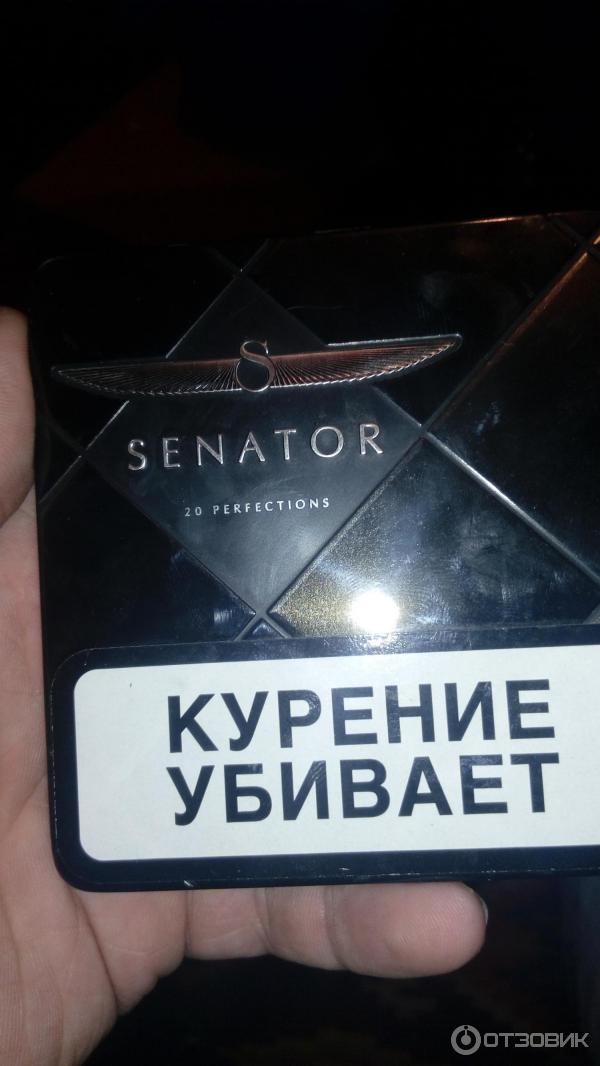 S
SENATOR
20 PERFECTIONS
КУРЕНИЕ
УБИВАЕТ
ОТЗОВИК